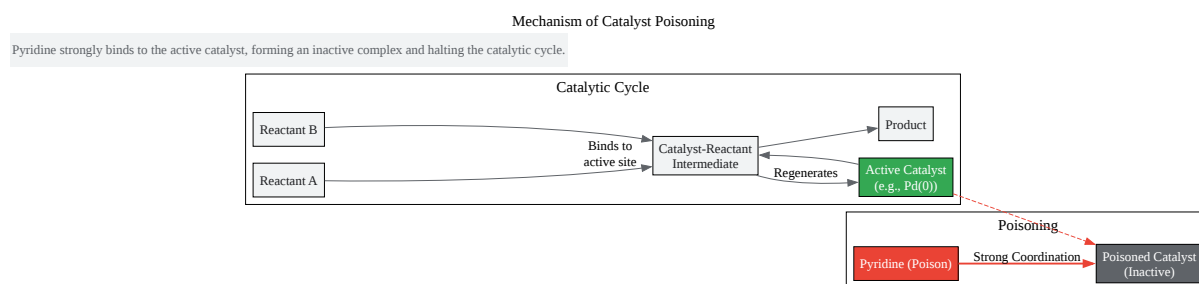 Mechanism of Catalyst Poisoning
Pyridine strongly binds to the active catalyst, forming an inactive complex and halting the catalytic cycle.
Catalytic Cycle
Reactant B
Reactant A
Binds to
active site
Catalyst-Reactant
Intermediate
Product
Regenerates
Active Catalyst
(e.g., Pd(0))
Poisoning
Pyridine (Poison)
Strong Coordination
Poisoned Catalyst
(Inactive)